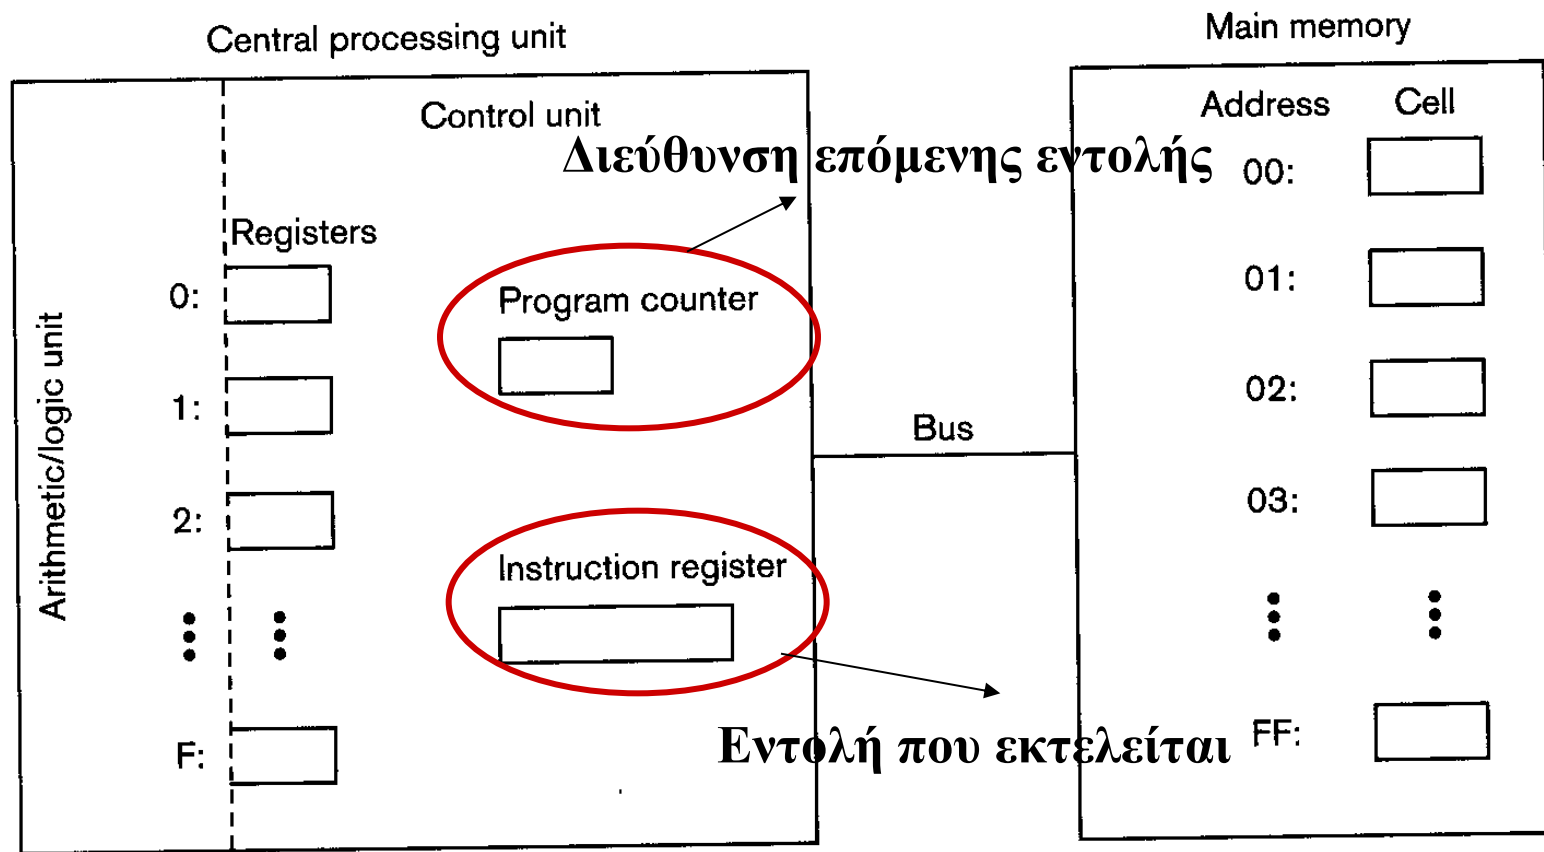 Central processing unit
Main memory
Control unit
Address
Cell
Διεύθυνση επόμενης εντολής
00:
Registers
0:
Program counter
01:
1:
02:
Arithmetic/logic unit
Bus
2:
03:
Instruction register
F:
Εντολή που εκτελείται
FF: